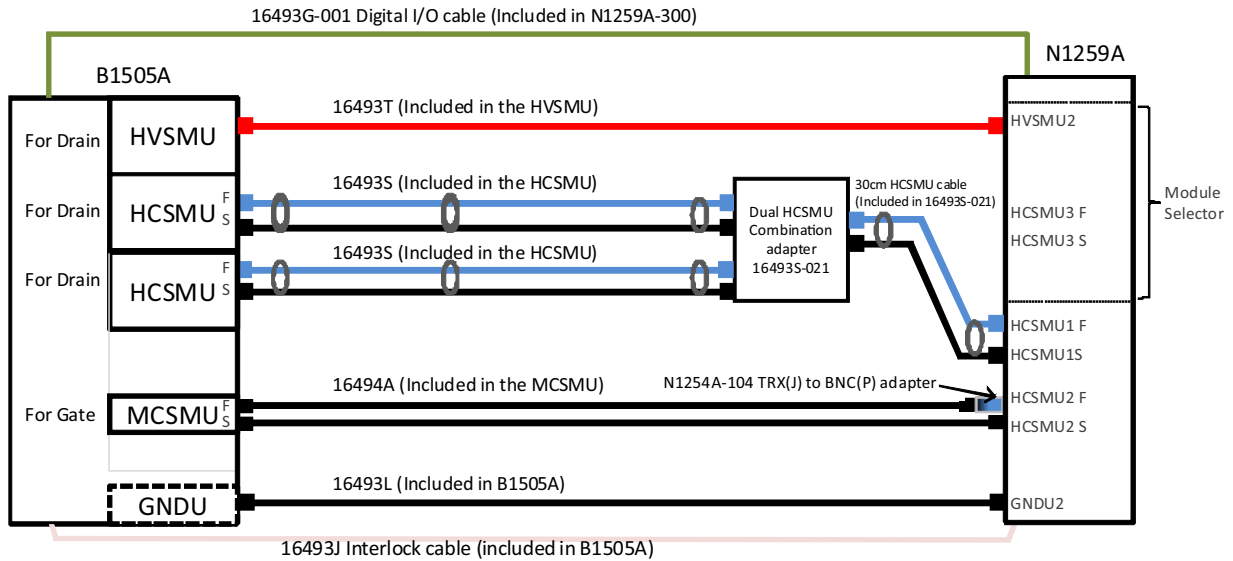 16493G-001 Digital I/O cable (Included in N1259A-300)
N1259A
B1505A
16493T (Included in the HVSMU)
For Drain
HVSMU
HVSMU2
16493S (Included in the HCSMU)
30cm HCSMU cable
(Included in 16493S-021)
Module
Selector
For Drain
HCSMU
F
S
Dual HCSMU
Combination
adapter
16493S-021
HCSMU3 F
HCSMU3 S
16493S (Included in the HCSMU)
For Drain
HCSMU
F
S
HCSMU1 F
HCSMU1S
16494A (Included in the MCSMU)
N1254A-104 TRX(J) to BNC(P) adapter
For Gate
MCSMU
F
S
HCSMU2 F
HCSMU2 S
16493L (Included in B1505A)
GNDU
GNDU2
16493J Interlock cable (included in B1505A)